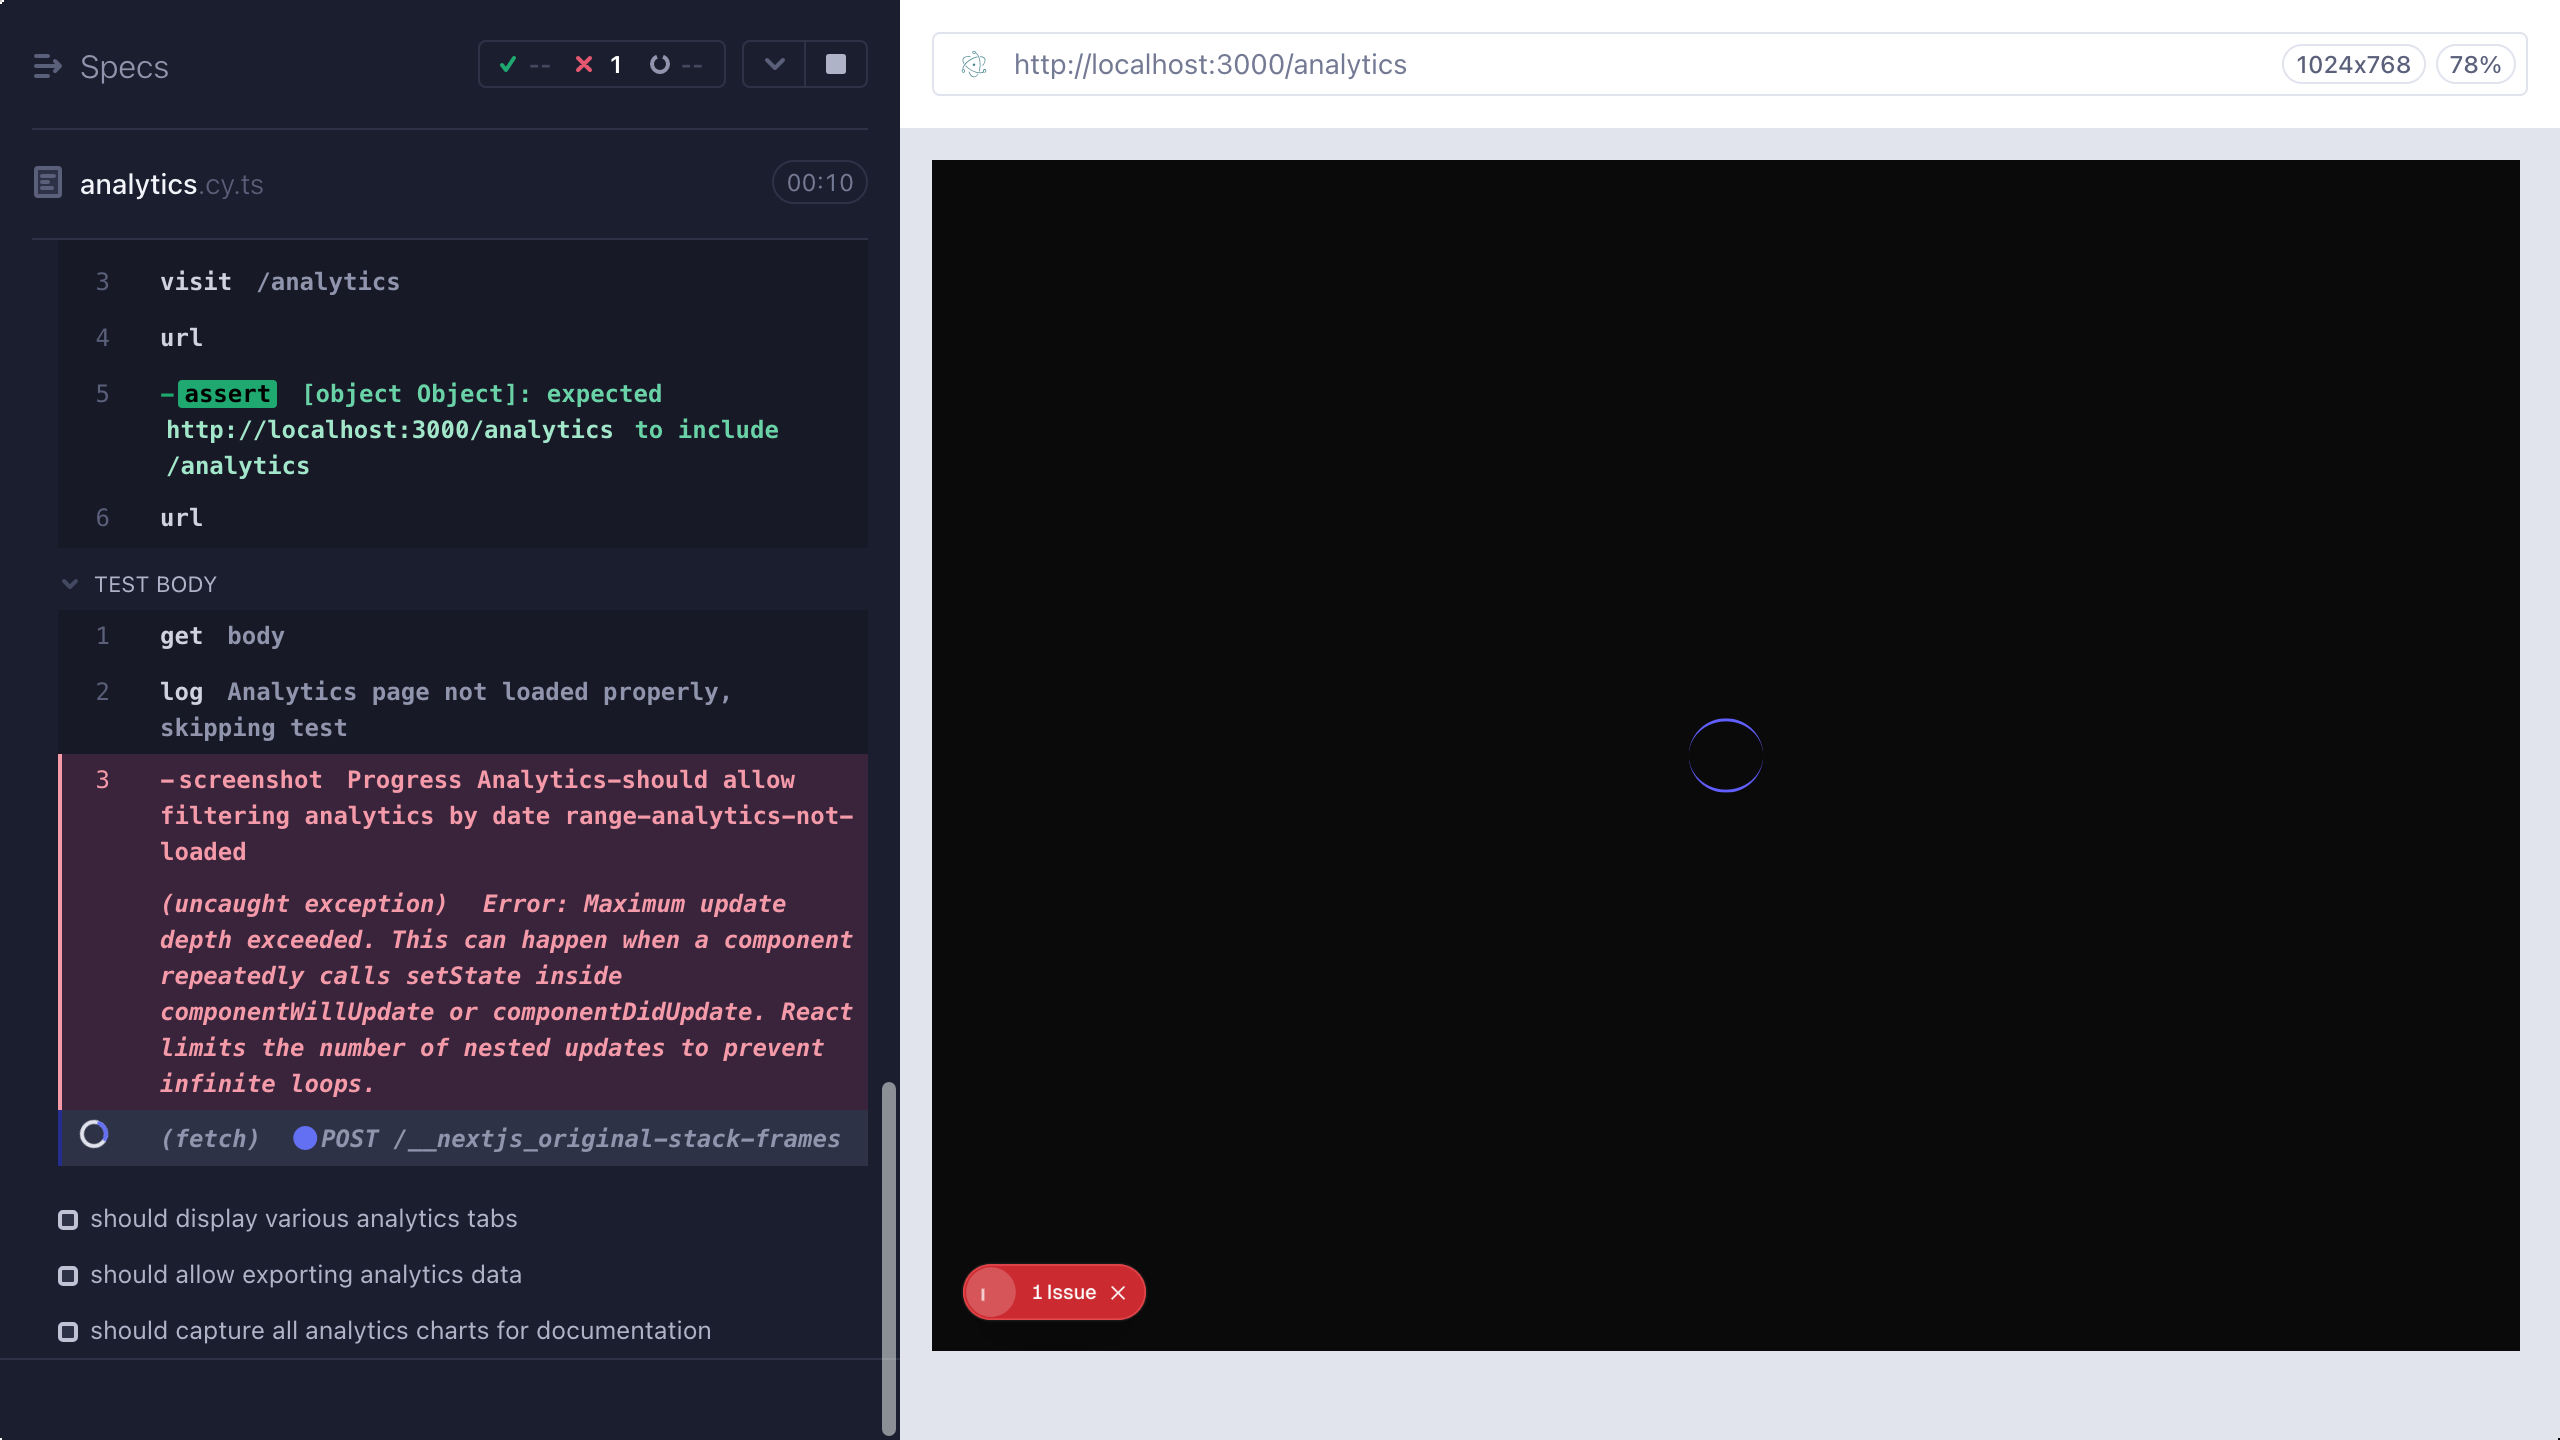 Specs
-- 1 --
analytics.cy.ts
00:10
3 visit /analytics
4 url
5 -assert [object Object]: expected
http://localhost:3000/analytics to include
/analytics
6 url
TEST BODY
1 get body
2 log Analytics page not loaded properly,
skipping test
3 -screenshot Progress Analytics-should allow
filtering analytics by date range-analytics-not-
loaded
(uncaught exception) Error: Maximum update
depth exceeded. This can happen when a component
repeatedly calls setState inside
componentWillUpdate or componentDidUpdate. React
limits the number of nested updates to prevent
infinite loops.
(fetch) POST /__nextjs_original-stack-frames
should display various analytics tabs
should allow exporting analytics data
should capture all analytics charts for documentation
http://localhost:3000/analytics
1024x768
78%
1 Issue